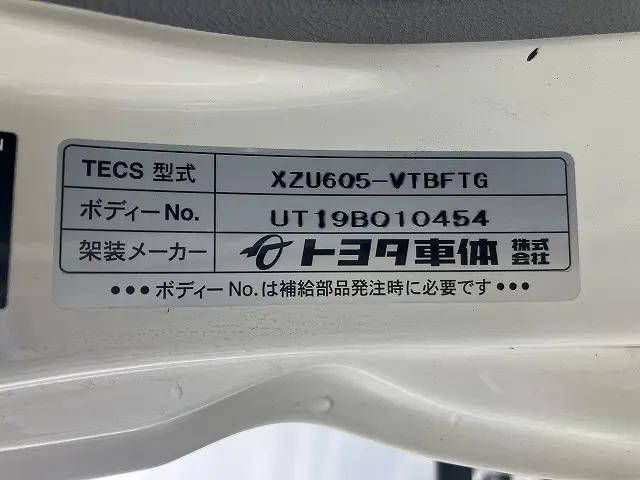 TECS 型式 XZU605-VTBFTG
ボディーNo. UT19B010454
架装メーカー トヨタ車体 株式会社
•••ボディーNo.は補給部品発注時に必要です•••